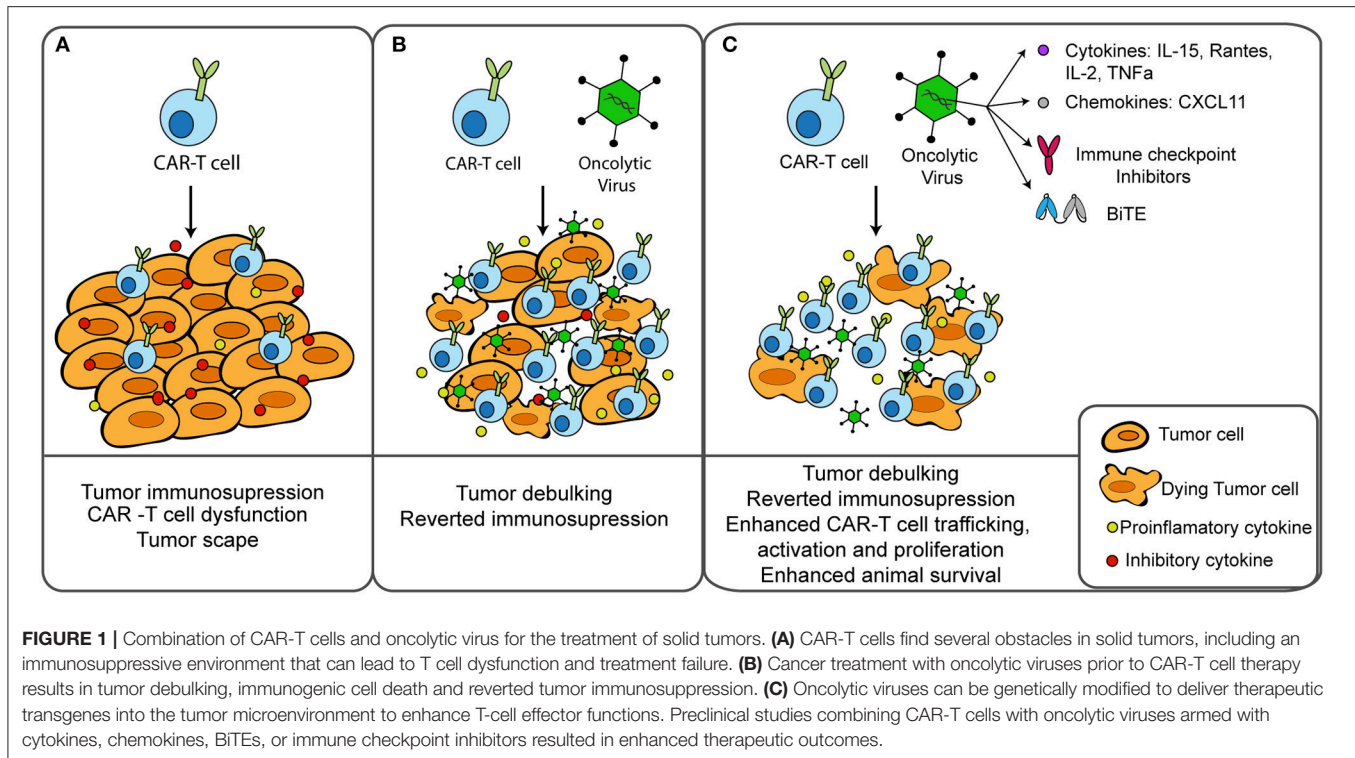 A
CAR-T cell
Tumor immunosupression
CAR -T cell dysfunction
Tumor scape
B
CAR-T cell
Oncolytic
Virus
Tumor debulking
Reverted immunosupression
C
CAR-T cell
Oncolytic
Virus
Cytokines: IL-15, Rantes,
IL-2, TNFa
Chemokines: CXCL11
Immune checkpoint
Inhibitors
BiTE
Tumor debulking
Reverted immunosupression
Enhanced CAR-T cell trafficking,
activation and proliferation
Enhanced animal survival
Tumor cell
Dying Tumor cell
Proinflamatory cytokine
Inhibitory cytokine
FIGURE 1 | Combination of CAR-T cells and oncolytic virus for the treatment of solid tumors. (A) CAR-T cells find several obstacles in solid tumors, including an
immunosuppressive environment that can lead to T cell dysfunction and treatment failure. (B) Cancer treatment with oncolytic viruses prior to CAR-T cell therapy
results in tumor debulking, immunogenic cell death and reverted tumor immunosuppression. (C) Oncolytic viruses can be genetically modified to deliver therapeutic
transgenes into the tumor microenvironment to enhance T-cell effector functions. Preclinical studies combining CAR-T cells with oncolytic viruses armed with
cytokines, chemokines, BiTEs, or immune checkpoint inhibitors resulted in enhanced therapeutic outcomes.